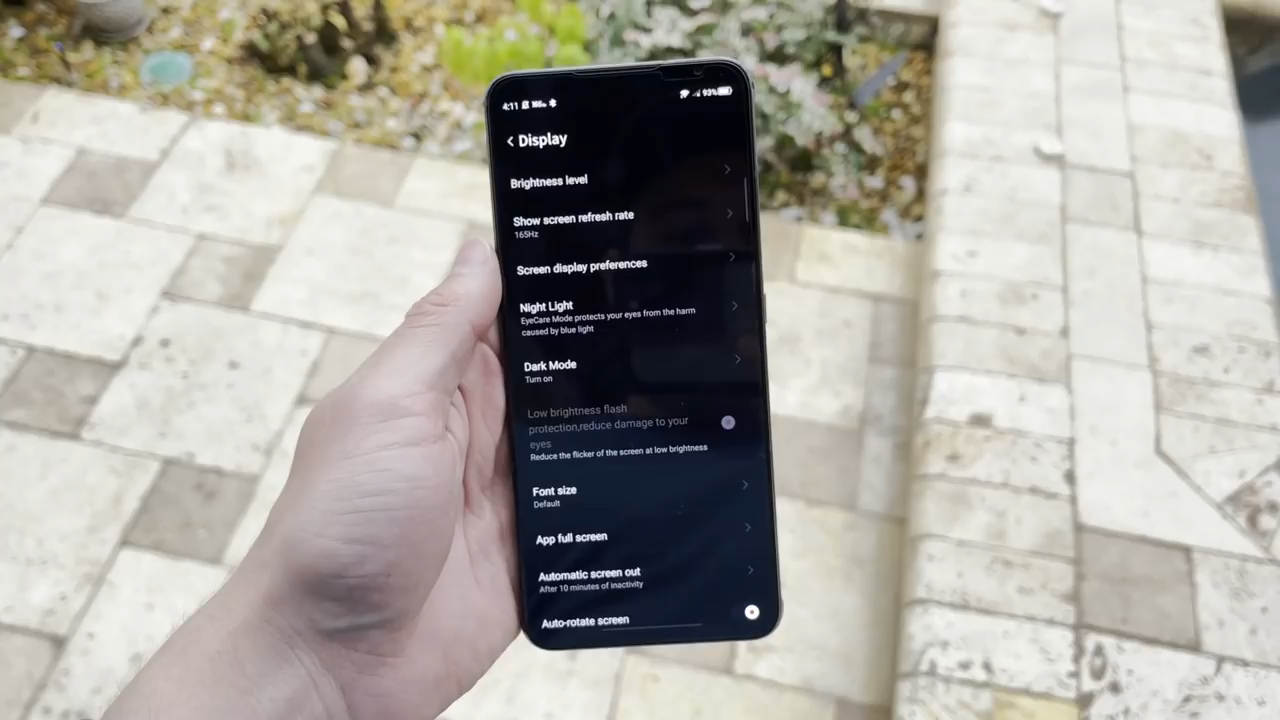 4:11
93%
Display
Brightness level
Show screen refresh rate
165Hz
Screen display preferences
Night Light
EyeCare Mode protects your eyes from the harm
caused by blue light
Dark Mode
Turn on
Low brightness flash
protection,reduce damage to your
eyes
Reduce the flicker of the screen at low brightness
Font size
Default
App full screen
Automatic screen out
After 10 minutes of inactivity
Auto-rotate screen